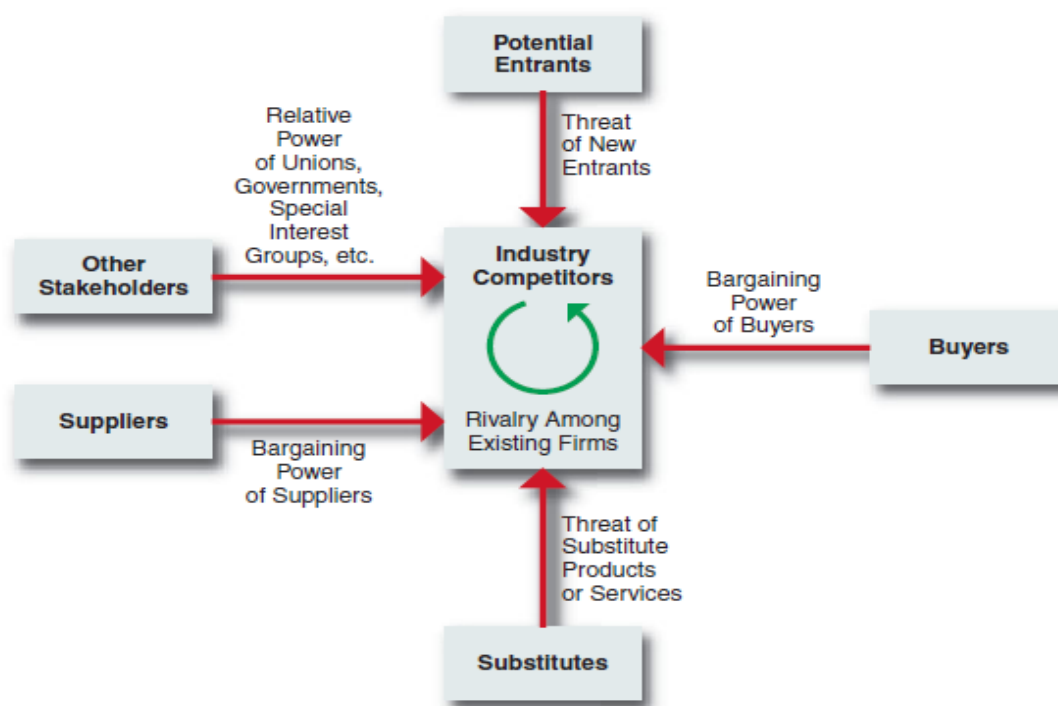 Potential
Entrants
Relative
Power
of Unions,
Governments,
Special
Interest
Groups, etc.
Threat
of New
Entrants
Other
Stakeholders
Industry
Competitors
Bargaining
Power
of Buyers
Buyers
Suppliers
Rivalry Among
Existing Firms
Bargaining
Power
of Suppliers
Threat of
Substitute
Products
or Services
Substitutes